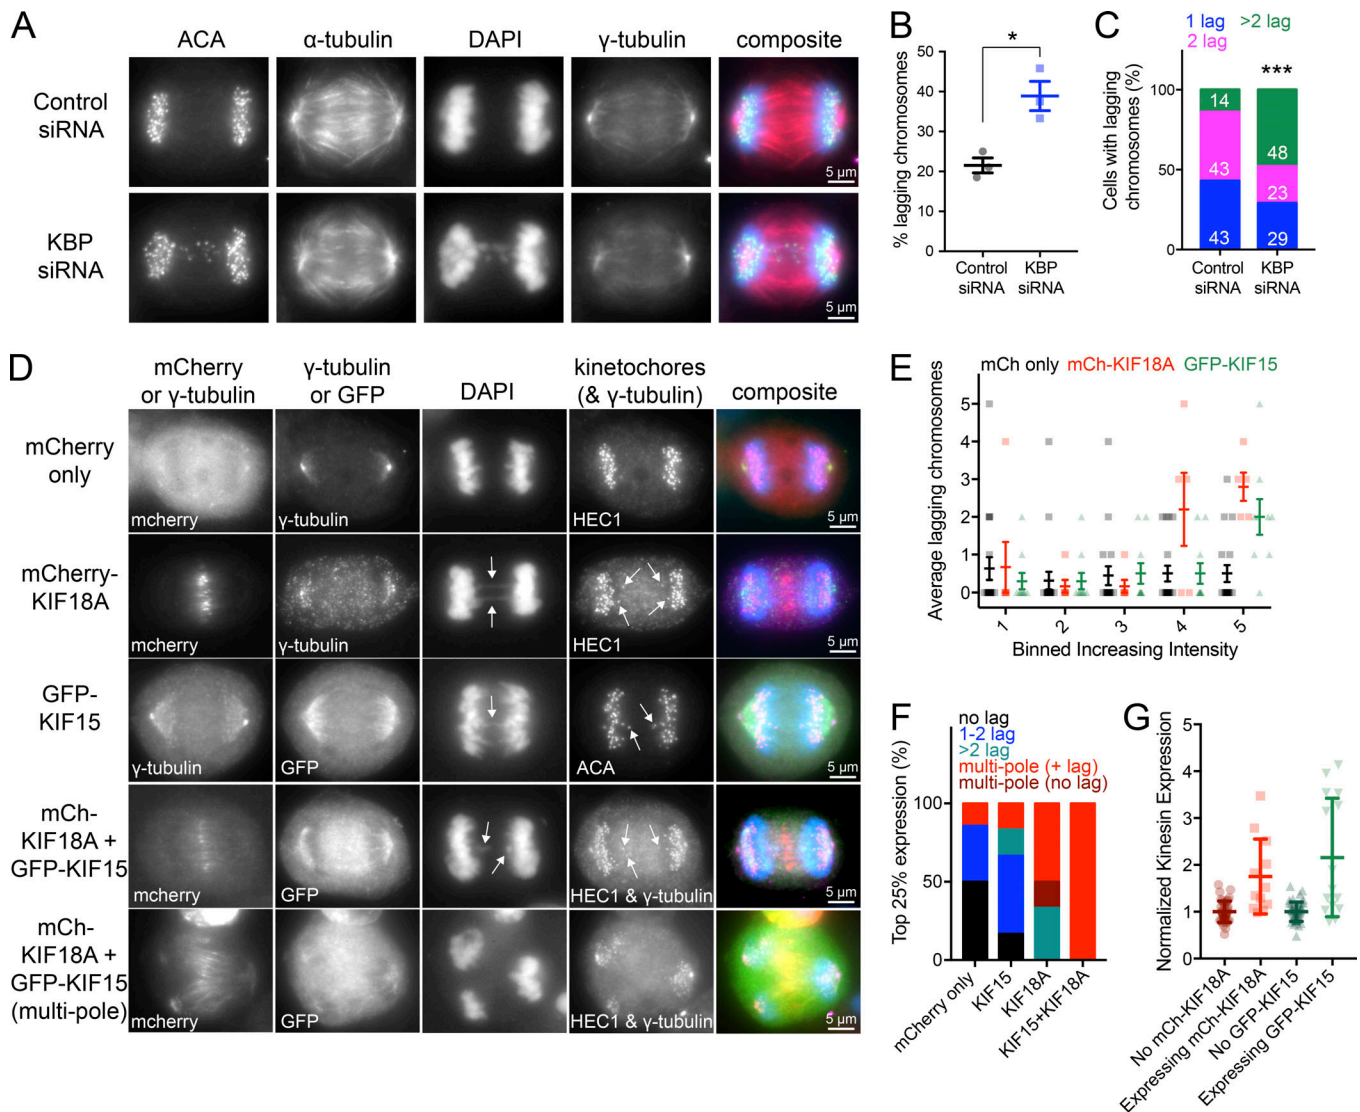 A
ACA
α-tubulin
DAPI
γ-tubulin
composite
Control
siRNA
5 µm
KBP
siRNA
5 µm
B
% lagging chromosomes
50
40
30
20
10
0
*
Control
siRNA
KBP
siRNA
C
1 lag
>2 lag
2 lag
Cells with lagging
chromosomes (%)
100
50
0
***
14
43
43
48
23
29
Control
siRNA
KBP
siRNA
D
mCherry
or γ-tubulin
γ-tubulin
or GFP
DAPI
kinetochores
(& γ-tubulin)
composite
mCherry
only
mcherry
γ-tubulin
HEC1
5 µm
mCherry-
KIF18A
mcherry
γ-tubulin
HEC1
5 µm
GFP-
KIF15
γ-tubulin
GFP
ACA
5 µm
mCh-
KIF18A +
GFP-KIF15
mcherry
GFP
HEC1 & γ-tubulin
5 µm
mCh-
KIF18A +
GFP-KIF15
(multi-pole)
mcherry
GFP
HEC1 & γ-tubulin
5 µm
E
mCh only mCh-KIF18A GFP-KIF15
Average lagging chromosomes
5
4
3
2
1
0
1
2
3
4
5
Binned Increasing Intensity
F
no lag
1-2 lag
>2 lag
multi-pole (+ lag)
multi-pole (no lag)
Top 25% expression (%)
100
50
0
mCherry only
KIF15
KIF18A
KIF15+KIF18A
G
Normalized Kinesin Expression
5
4
3
2
1
0
No mCh-KIF18A
Expressing mCh-KIF18A
No GFP-KIF15
Expressing GFP-KIF15